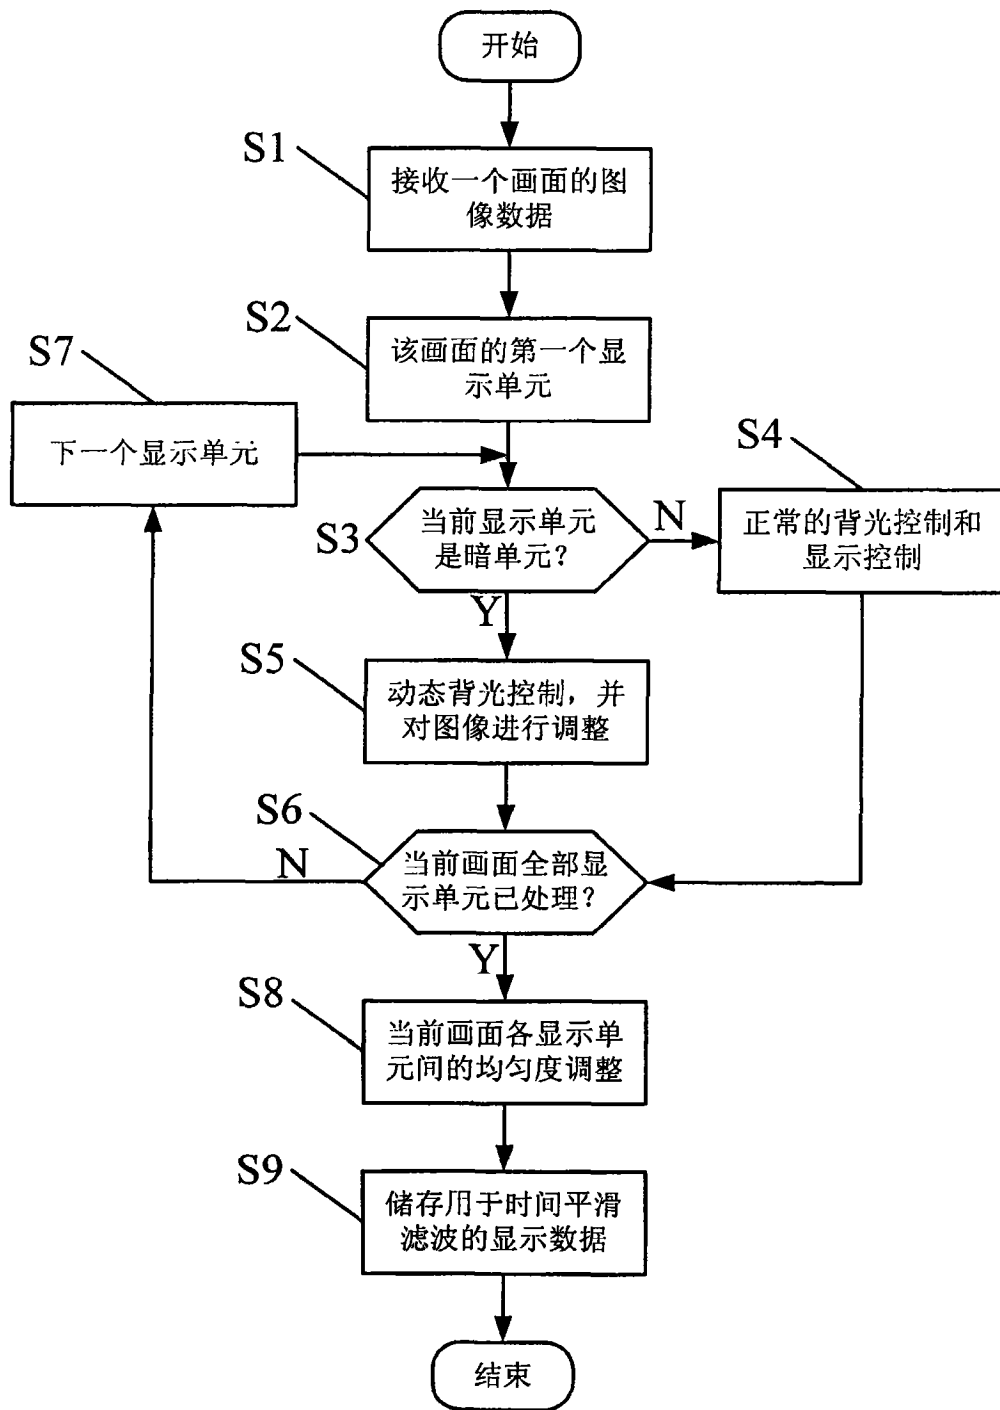 开始
S1
接收一个画面的图
像数据
S2
该画面的第一个显
示单元
S7
下一个显示单元
S3
当前显示单元
是暗单元？
N
S4
正常的背光控制和
显示控制
Y
S5
动态背光控制，并
对图像进行调整
S6
当前画面全部显
示单元已处理？
N
Y
S8
当前画面各显示单
元间的均匀度调整
S9
储存用于时间平滑
滤波的显示数据
结束